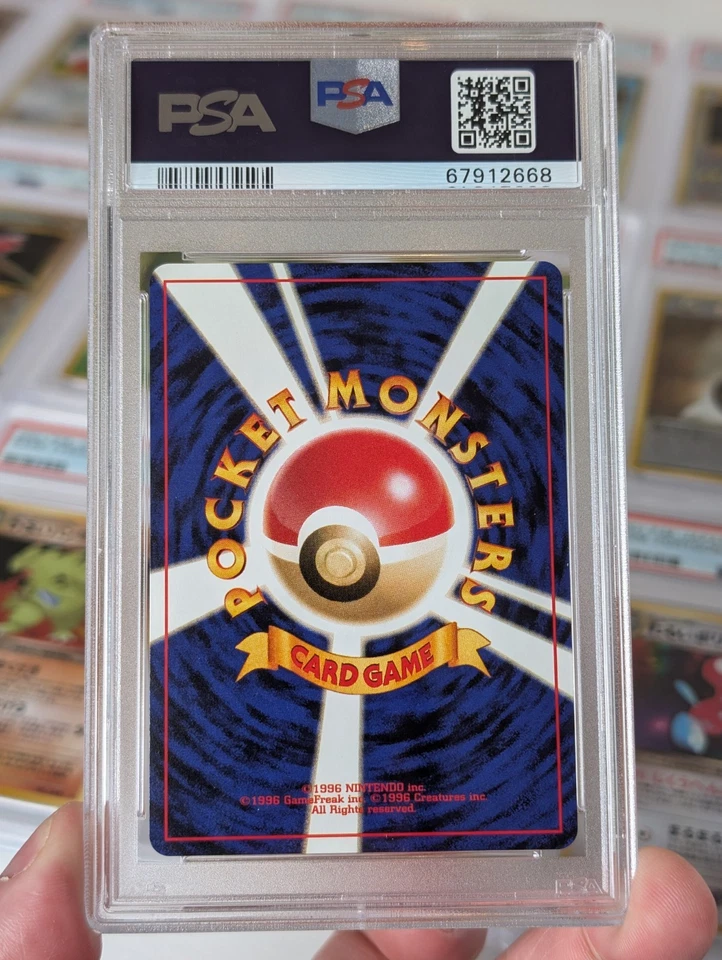 PSA
PSA
67912668
POCKET MONSTERS
CARD GAME
©1996 NINTENDO inc.
©1996 GameFreak inc. ©1996 Creatures inc.
All Rights reserved.
PSA